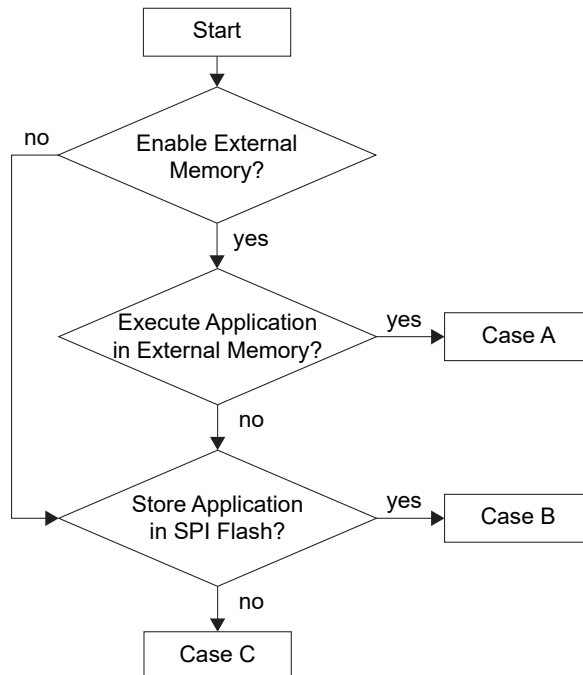 Start
no
Enable External
Memory?
yes
Execute Application
in External Memory?
yes
Case A
no
Store Application
in SPI Flash?
yes
Case B
no
Case C